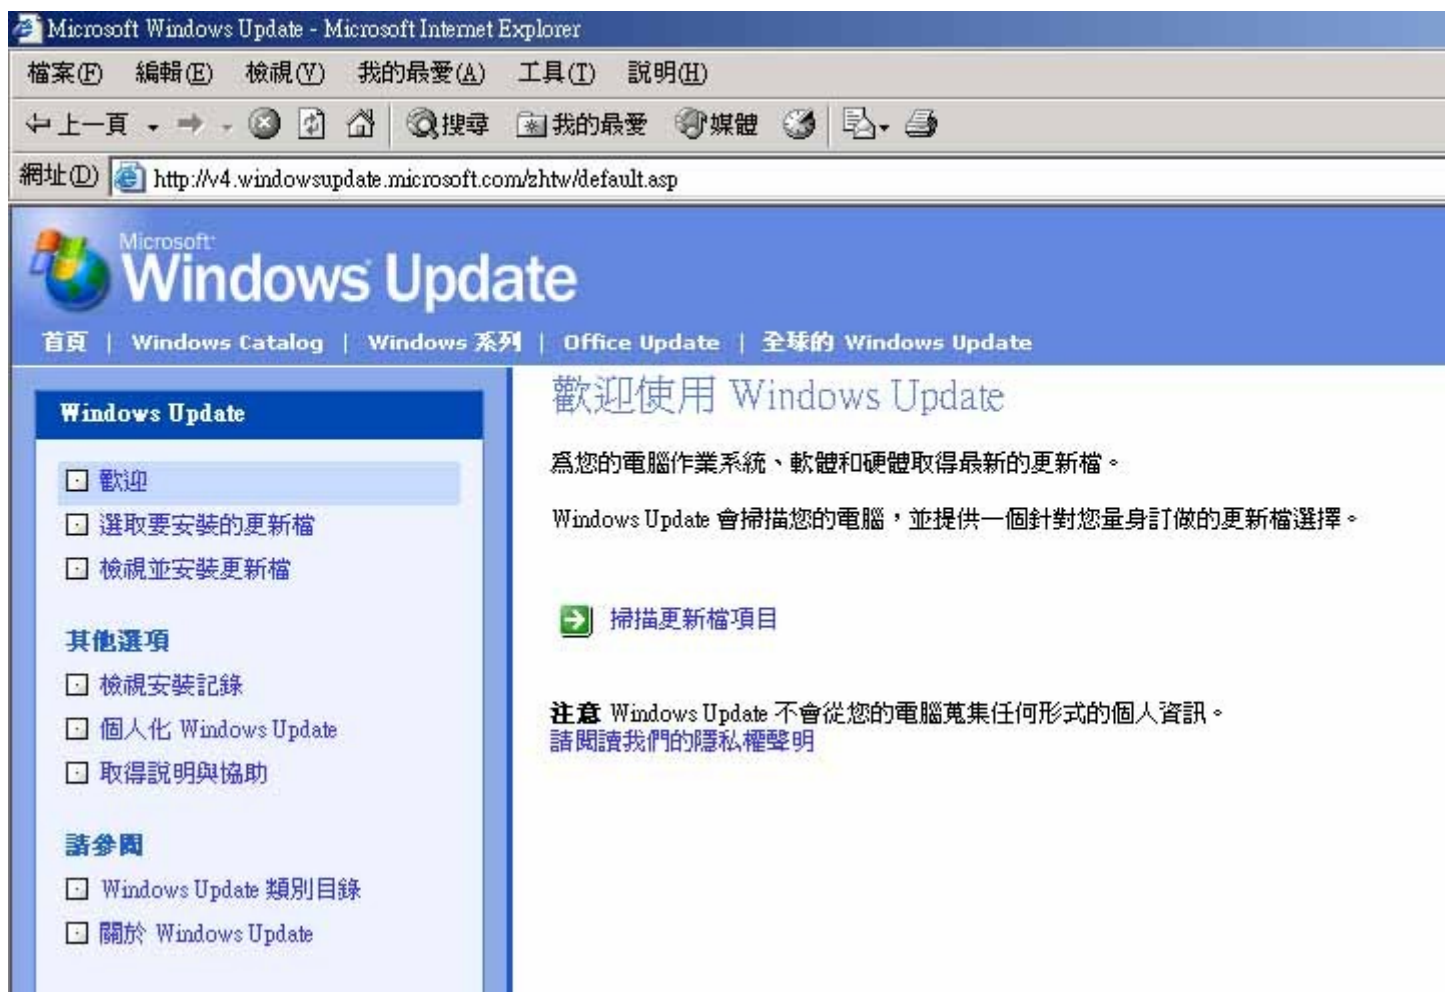 Microsoft Windows Update - Microsoft Internet Explorer
檔案(F) 編輯(E) 檢視(V) 我的最愛(A) 工具(T) 說明(H)
上一頁 搜尋 我的最愛 媒體
網址(D) http://v4.windowsupdate.microsoft.com/zhtw/default.asp
Microsoft
Windows Update
首頁 | Windows Catalog | Windows 系列 | Office Update | 全球的 Windows Update
Windows Update
歡迎
選取要安裝的更新檔
檢視並安裝更新檔
其他選項
檢視安裝記錄
個人化 Windows Update
取得說明與協助
請參閱
Windows Update 類別目錄
關於 Windows Update
歡迎使用 Windows Update
為您的電腦作業系統、軟體和硬體取得最新的更新檔。
Windows Update 會掃描您的電腦，並提供一個針對您量身訂做的更新檔選擇。
掃描更新檔項目
注意 Windows Update 不會從您的電腦蒐集任何形式的個人資訊。
請閱讀我們的隱私權聲明